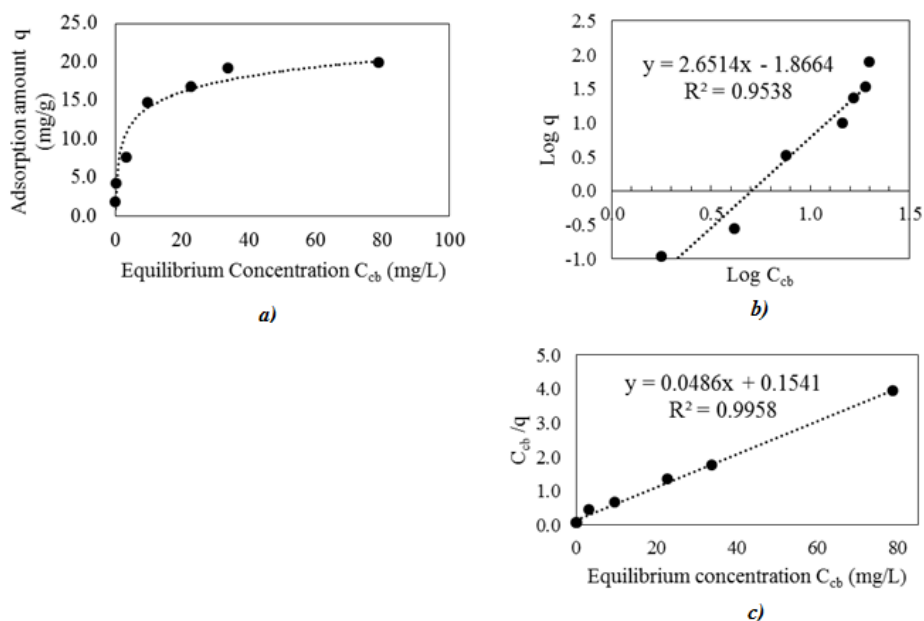 Adsorption amount q
(mg/g)
25.0
20.0
15.0
10.0
5.0
0.0
0 20 40 60 80 100
Equilibrium Concentration Ccb (mg/L)
a)
y = 2.6514x - 1.8664
R² = 0.9538
Log q
2.0
1.5
1.0
0.5
0.0
-0.5
-1.0
0.0 0.5 1.0 1.5
Log Ccb
b)
y = 0.0486x + 0.1541
R² = 0.9958
Ccb /q
5.0
4.0
3.0
2.0
1.0
0.0
0 20 40 60 80
Equilibrium concentration Ccb (mg/L)
c)